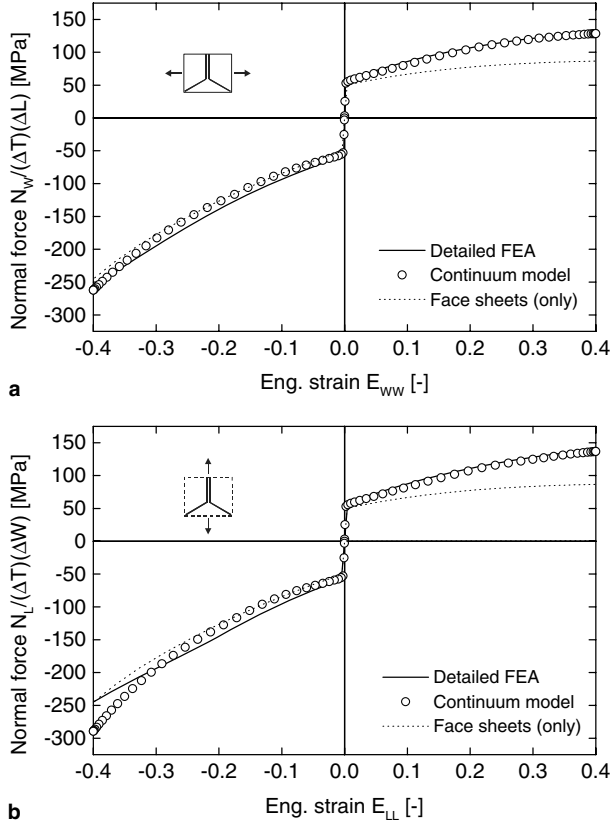 150
100
50
0
-50
-100
-150
-200
-250
-300
Normal force N_W/(ΔT)(ΔL) [MPa]
Detailed FEA
Continuum model
Face sheets (only)
-0.4 -0.3 -0.2 -0.1 0.0 0.1 0.2 0.3 0.4
Eng. strain E_WW [-]
a
150
100
50
0
-50
-100
-150
-200
-250
-300
Normal force N_L/(ΔT)(ΔW) [MPa]
Detailed FEA
Continuum model
Face sheets (only)
-0.4 -0.3 -0.2 -0.1 0.0 0.1 0.2 0.3 0.4
Eng. strain E_LL [-]
b